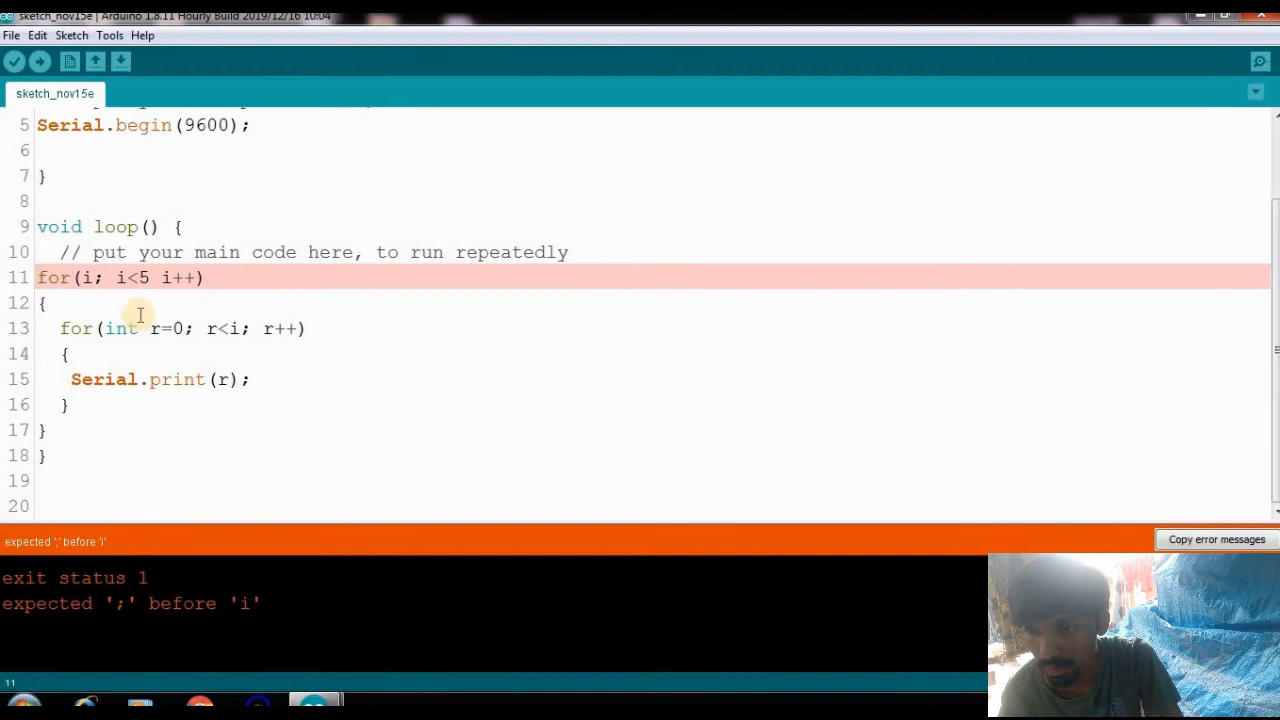 sketch_nov15e | Arduino 1.8.11 Hourly Build 2019/12/16 10:04
File Edit Sketch Tools Help
sketch_nov15e
5 Serial.begin(9600);
6
7 }
8
9 void loop() {
10 // put your main code here, to run repeatedly
11 for(i; i<5 i++)
12 {
13 for(int r=0; r<i; r++)
14 {
15 Serial.print(r);
16 }
17 }
18 }
19
20
expected ';' before 'i'
Copy error messages
exit status 1
expected ';' before 'i'
11